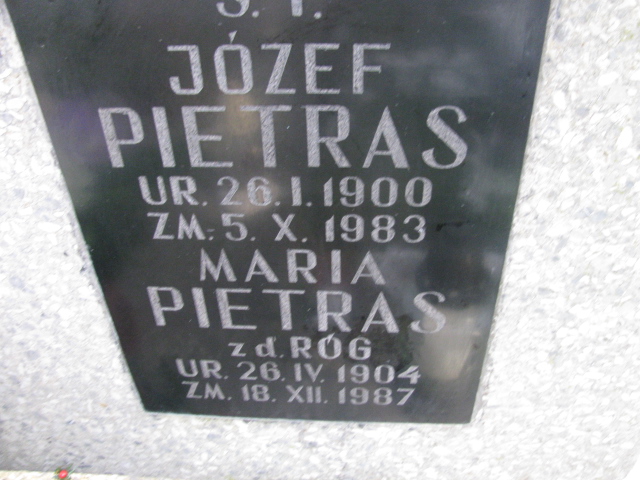 Ś. P.
JÓZEF
PIETRAS
UR. 26. I. 1900
ZM. 5. X. 1983
MARIA
PIETRAS
z d. RÓG
UR. 26. IV. 1904
ZM. 18. XII. 1987